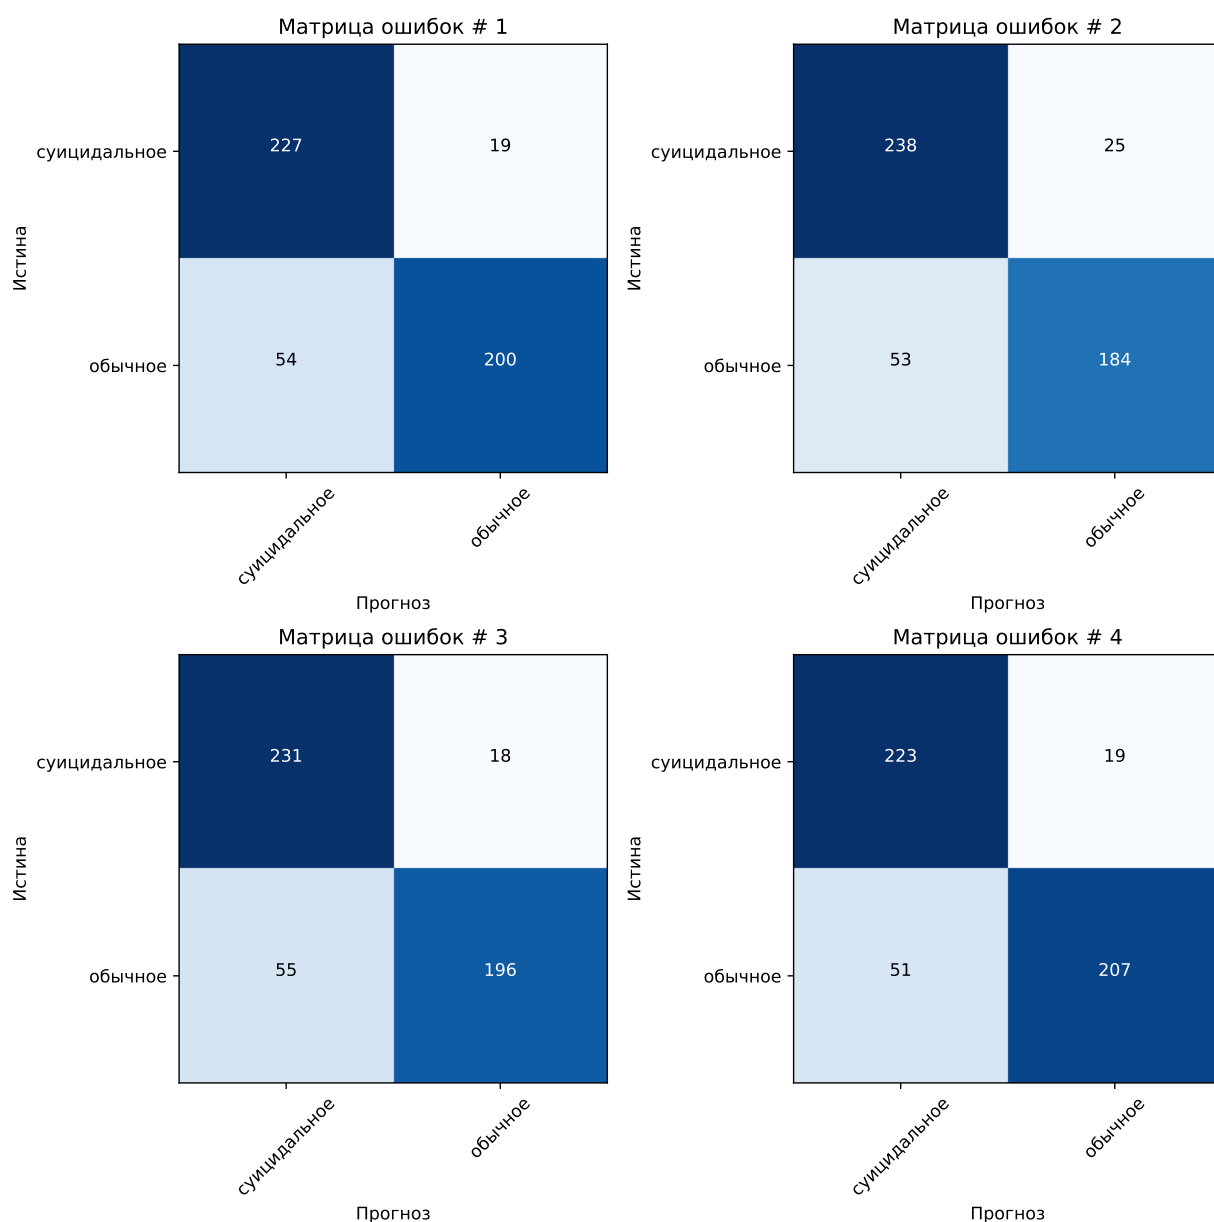 Матрица ошибок # 1
суицидальное
227
19
обычное
54
200
Истина
суицидальное
обычное
Прогноз
Матрица ошибок # 2
суицидальное
238
25
обычное
53
184
Истина
суицидальное
обычное
Прогноз
Матрица ошибок # 3
суицидальное
231
18
обычное
55
196
Истина
суицидальное
обычное
Прогноз
Матрица ошибок # 4
суицидальное
223
19
обычное
51
207
Истина
суицидальное
обычное
Прогноз